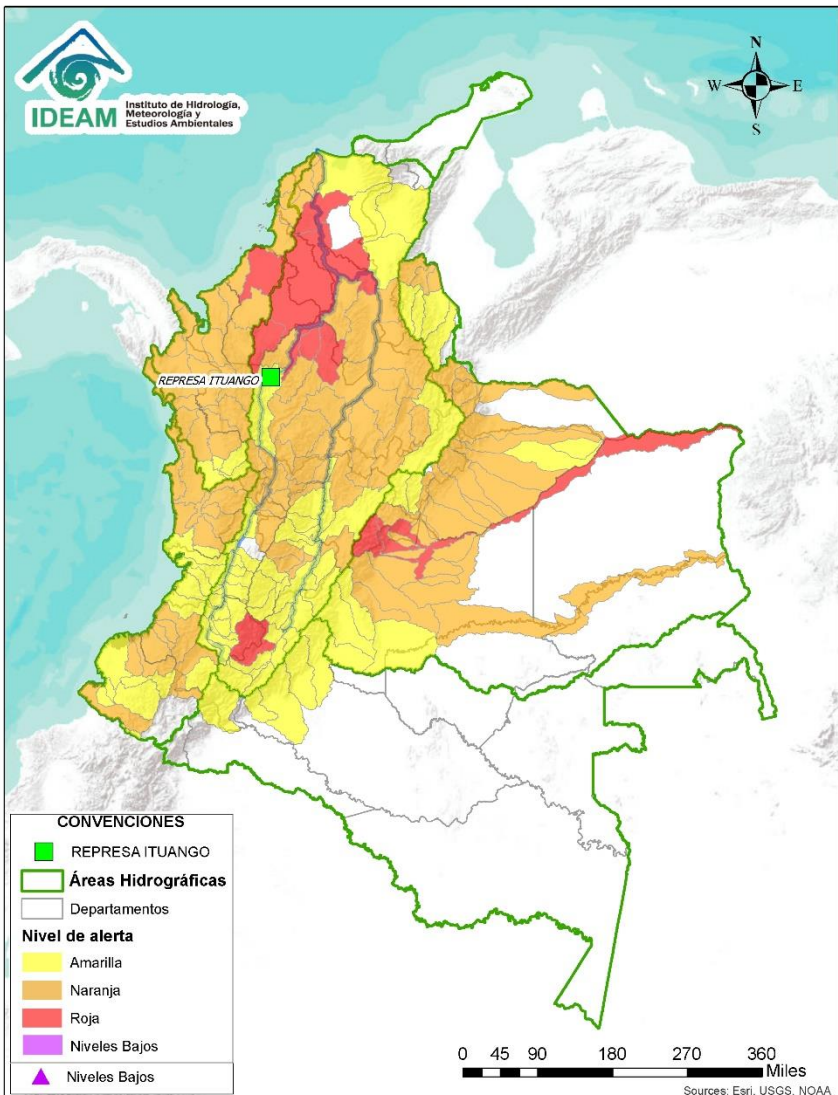 IDEAM
Instituto de Hidrología,
Meteorología y
Estudios Ambientales
N
W
E
S
REPRESA ITUANGO
CONVENCIONES
REPRESA ITUANGO
Áreas Hidrográficas
Departamentos
Nivel de alerta
Amarilla
Naranja
Roja
Niveles Bajos
Niveles Bajos
0 45 90 180 270 360
Miles
Sources: Esri, USGS, NOAA